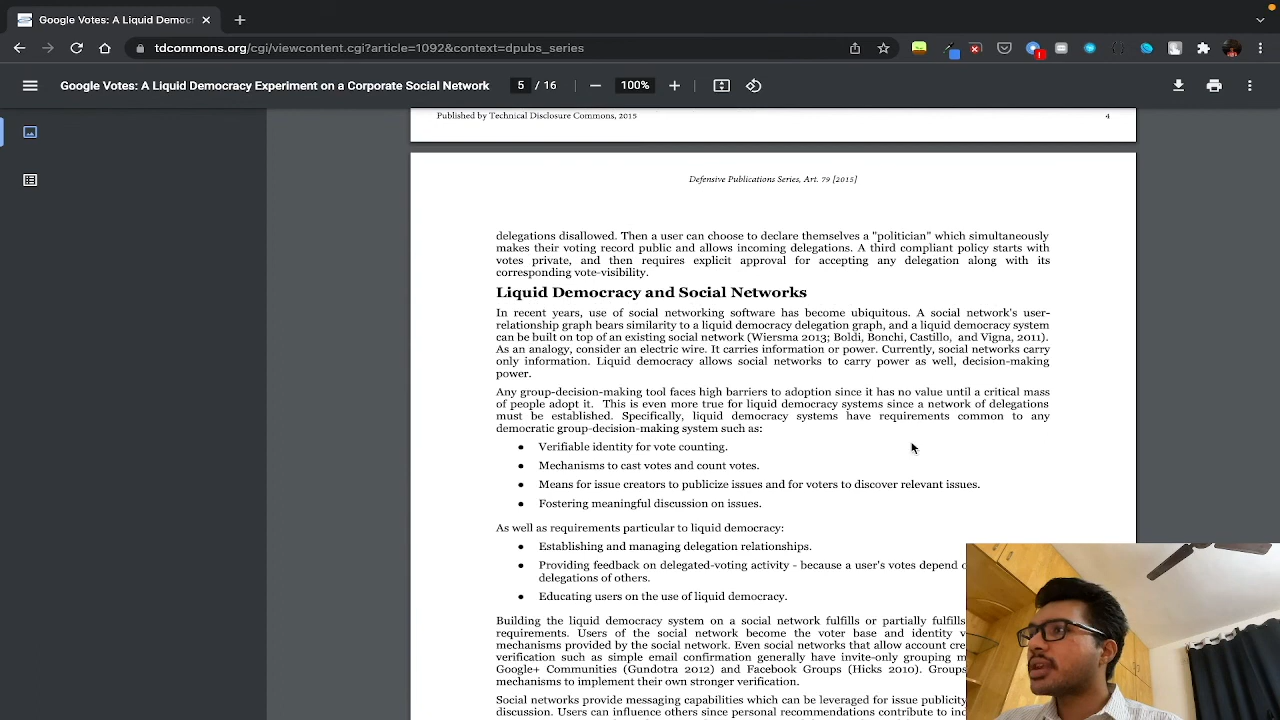 Google Votes: A Liquid Democ
tdcommons.org/cgi/viewcontent.cgi?article=1092&context=dpubs_series
Google Votes: A Liquid Democracy Experiment on a Corporate Social Network
5 / 16
100%
Published by Technical Disclosure Commons, 2015
4
Defensive Publications Series, Art. 79 [2015]
delegations disallowed. Then a user can choose to declare themselves a "politician" which simultaneously
makes their voting record public and allows incoming delegations. A third compliant policy starts with
votes private, and then requires explicit approval for accepting any delegation along with its
corresponding vote-visibility.
Liquid Democracy and Social Networks
In recent years, use of social networking software has become ubiquitous. A social network's user-
relationship graph bears similarity to a liquid democracy delegation graph, and a liquid democracy system
can be built on top of an existing social network (Wiersma 2013; Boldi, Bonchi, Castillo, and Vigna, 2011).
As an analogy, consider an electric wire. It carries information or power. Currently, social networks carry
only information. Liquid democracy allows social networks to carry power as well, decision-making
power.
Any group-decision-making tool faces high barriers to adoption since it has no value until a critical mass
of people adopt it. This is even more true for liquid democracy systems since a network of delegations
must be established. Specifically, liquid democracy systems have requirements common to any
democratic group-decision-making system such as:
● Verifiable identity for vote counting.
● Mechanisms to cast votes and count votes.
● Means for issue creators to publicize issues and for voters to discover relevant issues.
● Fostering meaningful discussion on issues.
As well as requirements particular to liquid democracy:
● Establishing and managing delegation relationships.
● Providing feedback on delegated-voting activity - because a user's votes depend
delegations of others.
● Educating users on the use of liquid democracy.
Building the liquid democracy system on a social network fulfills or partially fulfills
requirements. Users of the social network become the voter base and identity
mechanisms provided by the social network. Even social networks that allow account
verification such as simple email confirmation generally have invite-only grouping
Google+ Communities (Gundotra 2012) and Facebook Groups (Hicks 2010). Groups
mechanisms to implement their own stronger verification.
Social networks provide messaging capabilities which can be leveraged for issue publicity
discussion. Users can influence others since personal recommendations contribute to